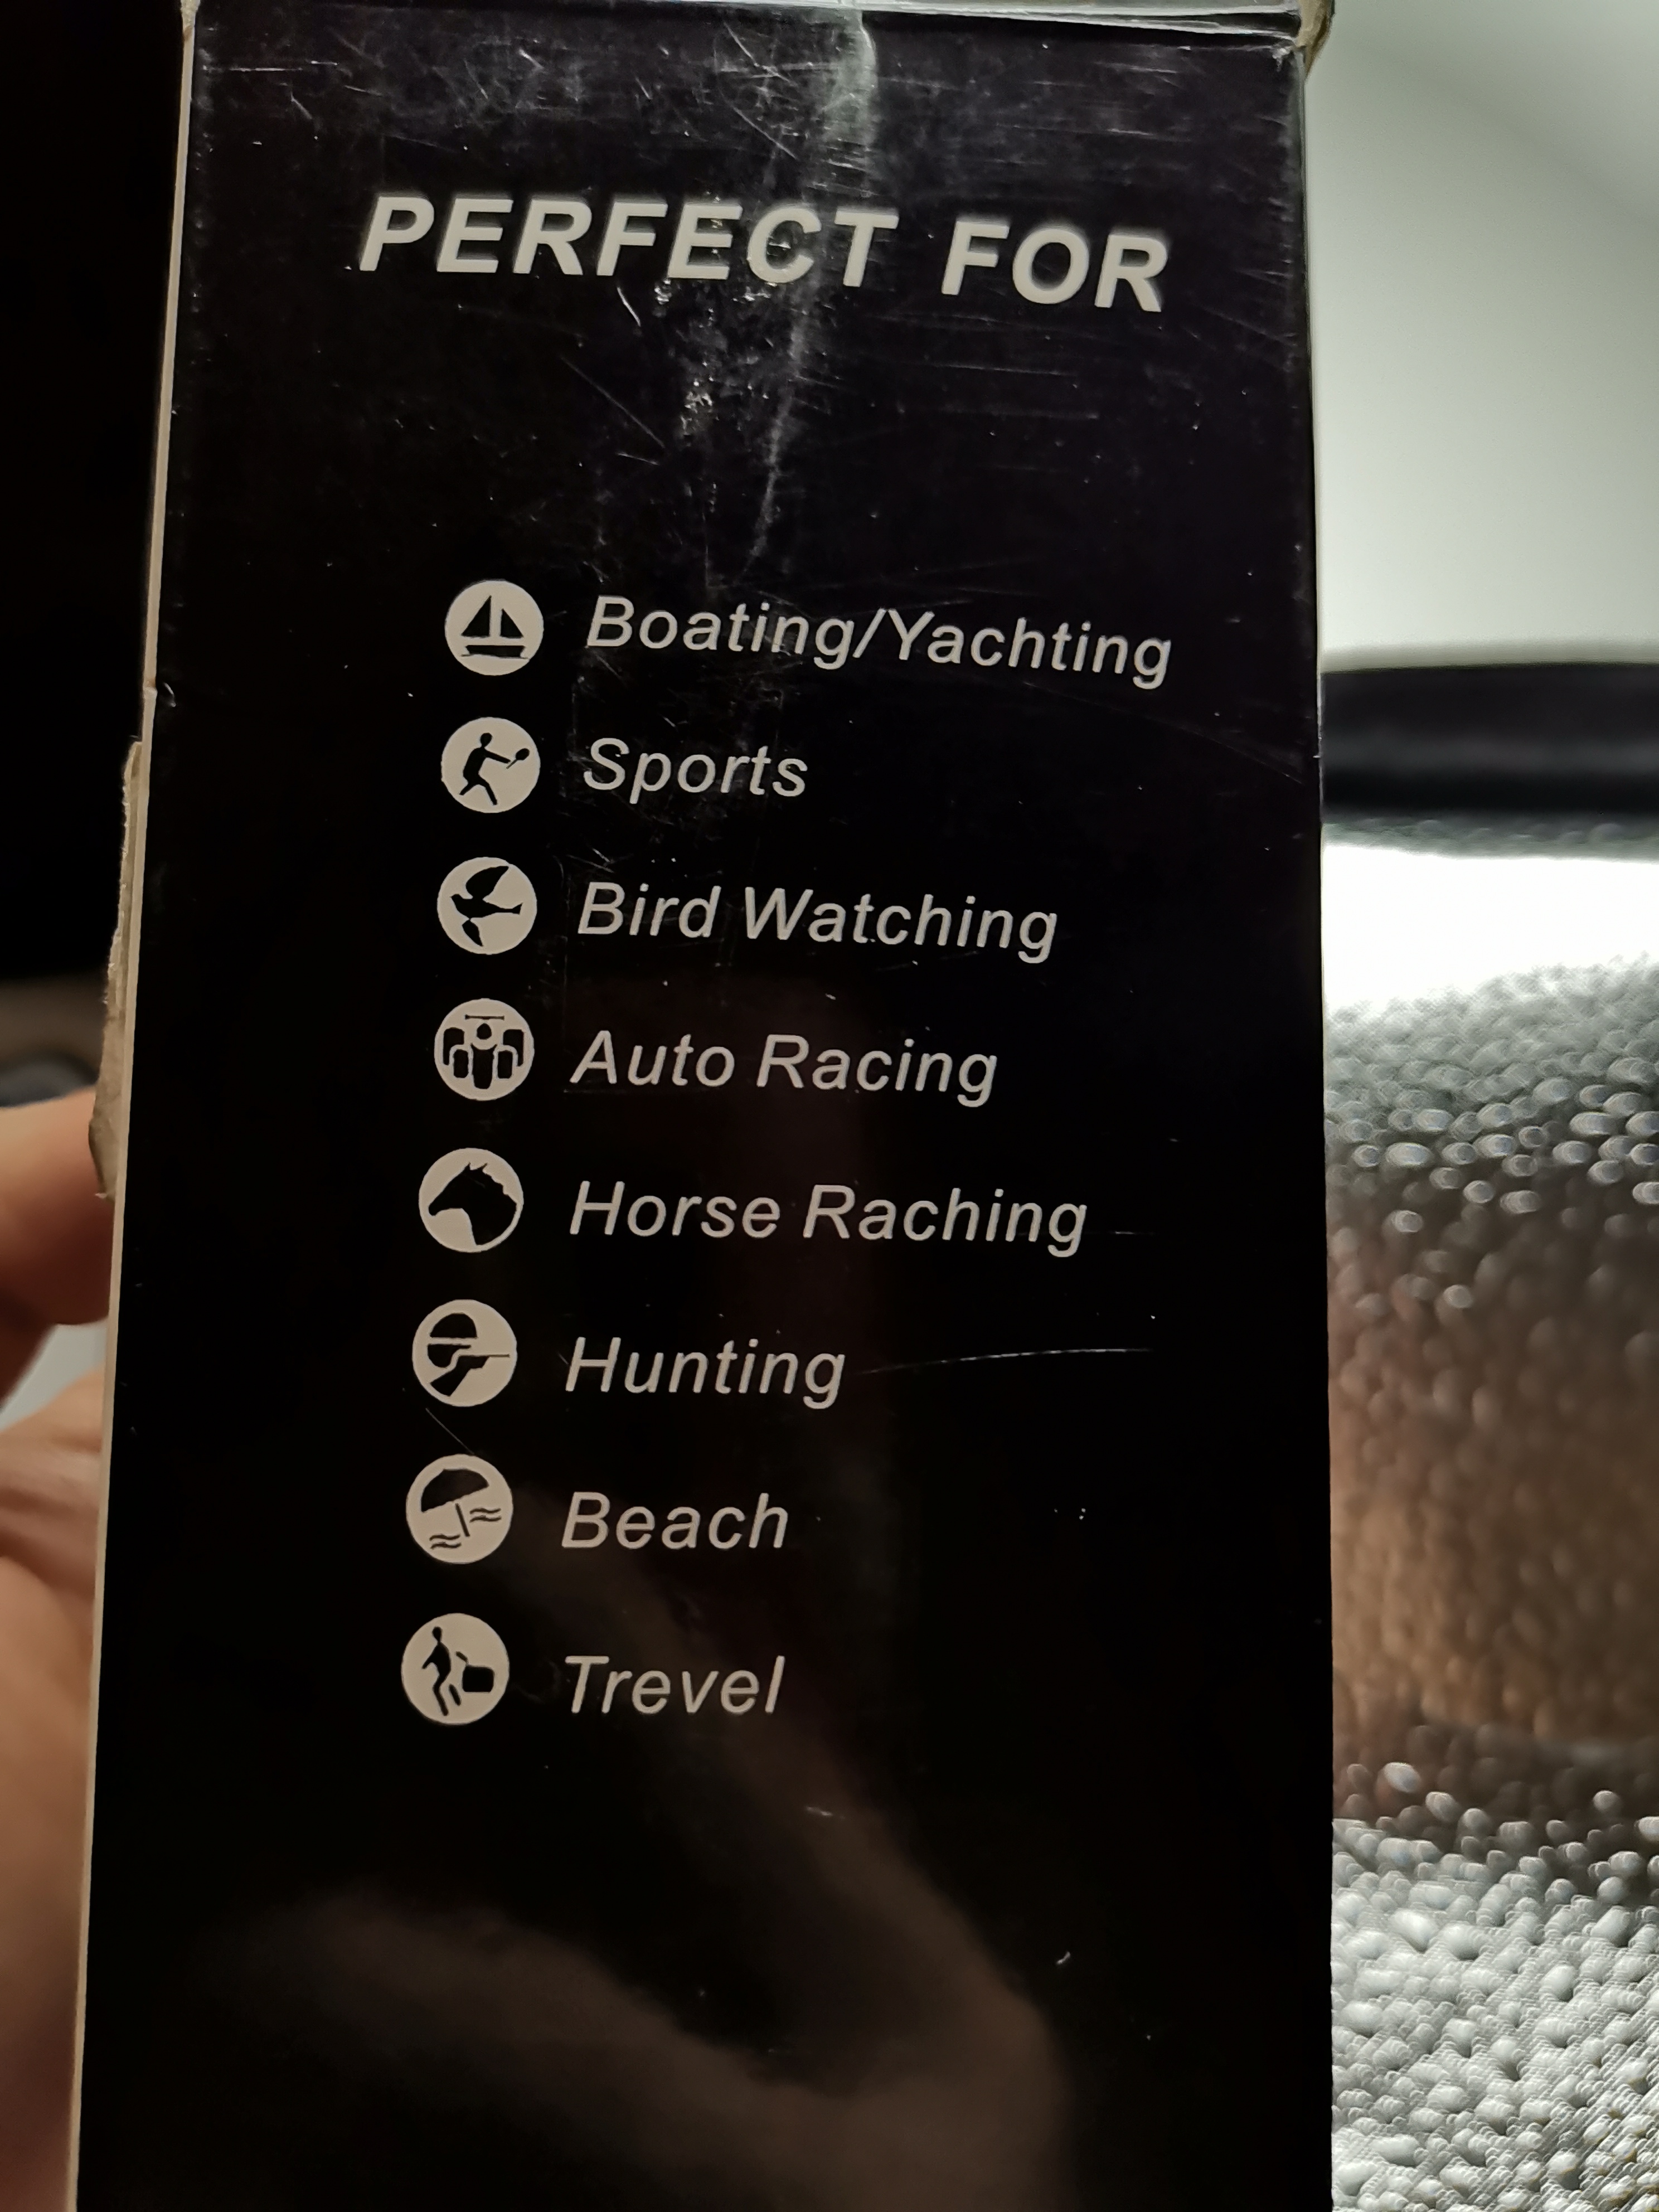 PERFECT FOR
Boating/Yachting
Sports
Bird Watching
Auto Racing
Horse Raching
Hunting
Beach
Trevel